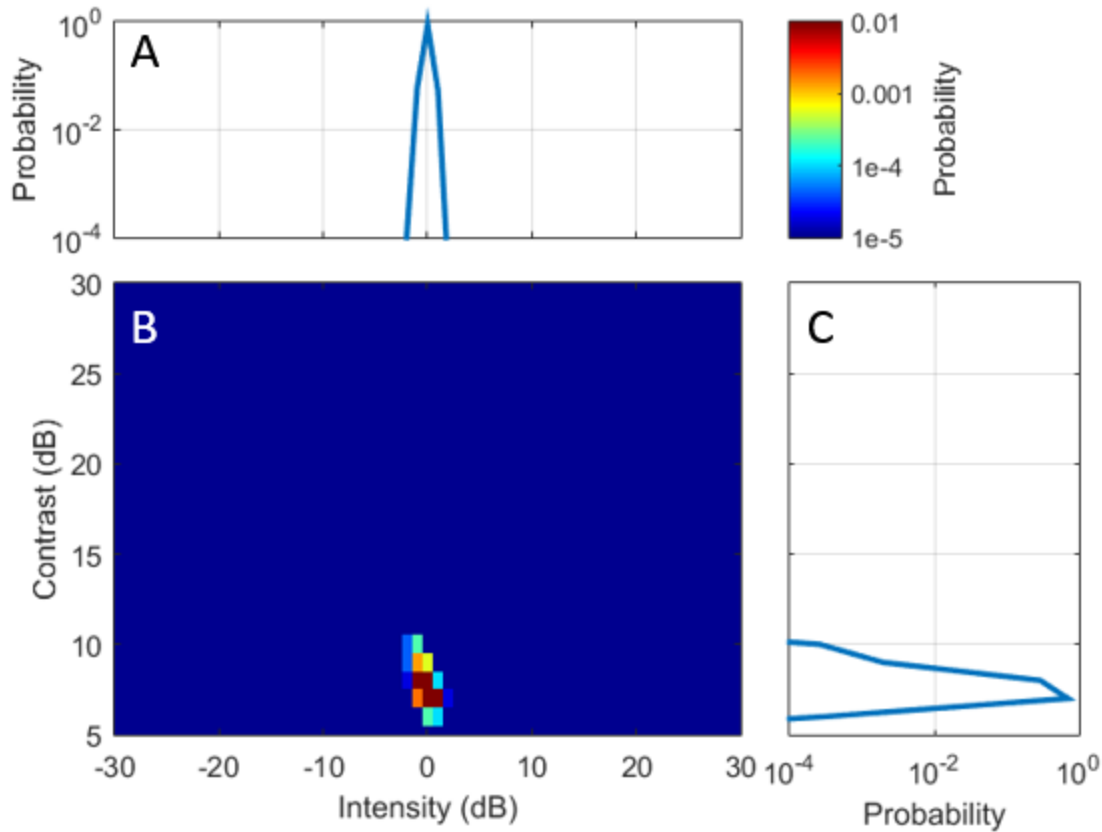 10^0
10^-2
10^-4
Probability
A
0.01
0.001
1e-4
1e-5
Probability
30
25
20
15
10
5
Contrast (dB)
B
-30 -20 -10 0 10 20 30
Intensity (dB)
C
10^-4 10^-2 10^0
Probability